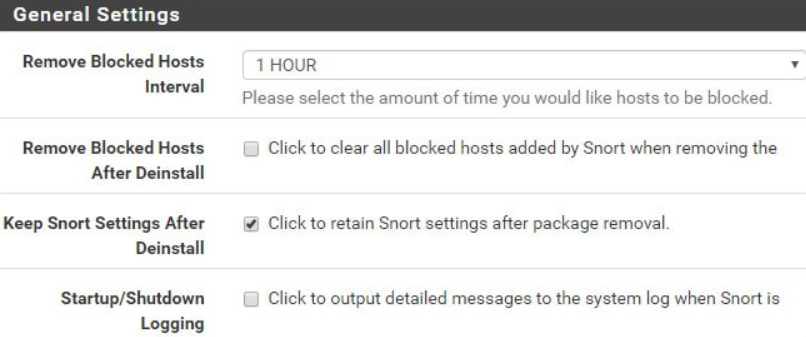 General Settings
Remove Blocked Hosts
Interval
1 HOUR
Please select the amount of time you would like hosts to be blocked.
Remove Blocked Hosts
After Deinstall
Click to clear all blocked hosts added by Snort when removing the
Keep Snort Settings After
Deinstall
Click to retain Snort settings after package removal.
Startup/Shutdown
Logging
Click to output detailed messages to the system log when Snort is